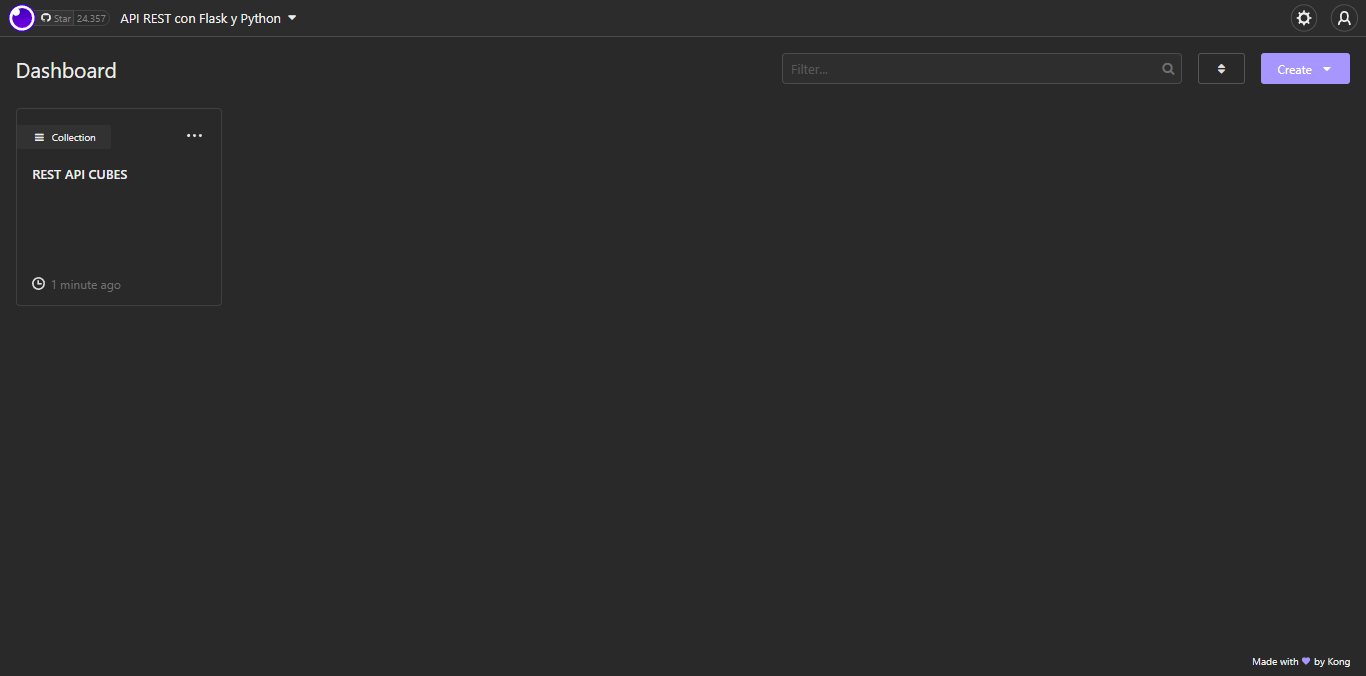 Star 24.357 API REST con Flask y Python
Dashboard
Filter...
Create
Collection
REST API CUBES
1 minute ago
Made with 💜 by Kong